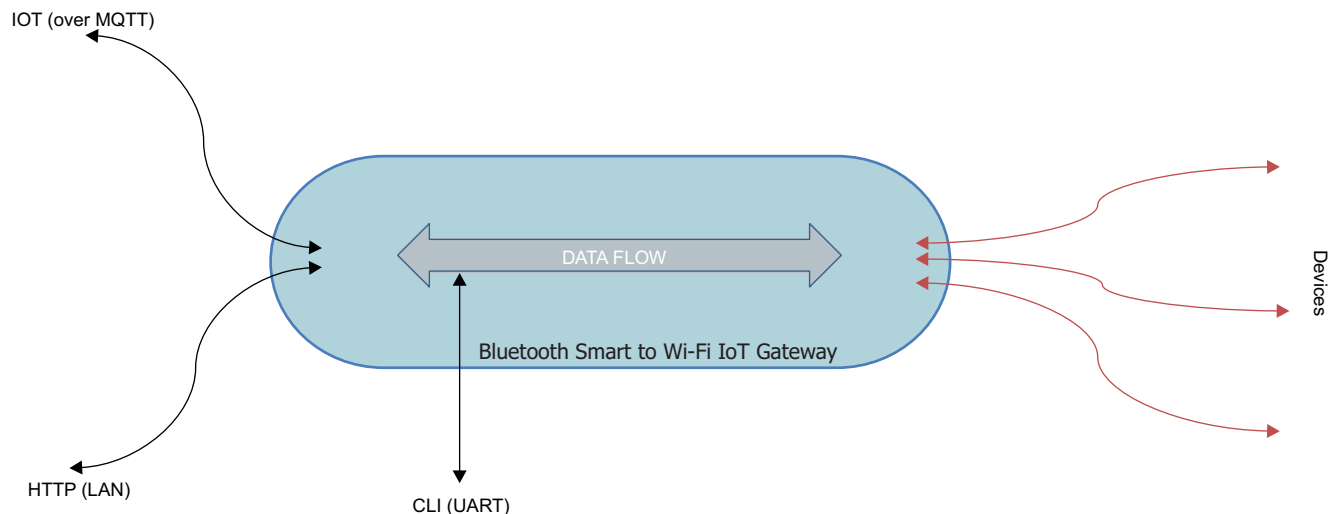 IOT (over MQTT)
DATA FLOW
Devices
Bluetooth Smart to Wi-Fi IoT Gateway
HTTP (LAN)
CLI (UART)